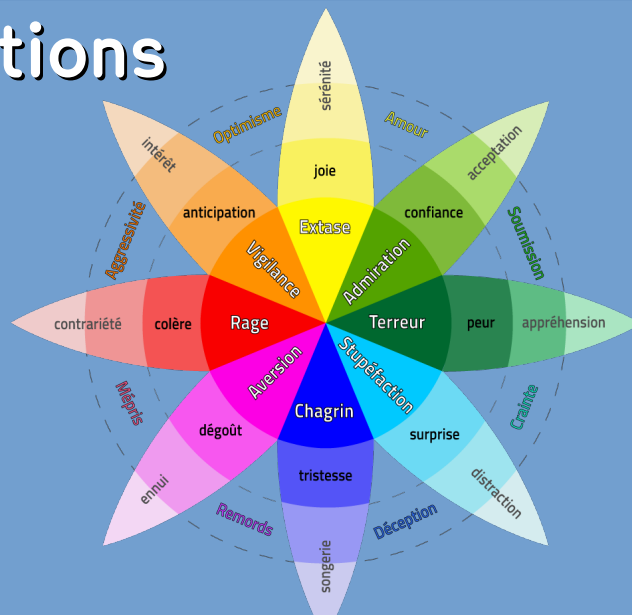 tions
sérénité
Optimisme
Amour
intérêt
acceptation
joie
anticipation
confiance
Extase
Aggressivité
Soumission
Vigilance
Admiration
contrariété
colère
Rage
Terreur
peur
appréhension
Aversion
Stupéfaction
Mépris
Crainte
Chagrin
dégoût
surprise
tristesse
ennui
distraction
Remords
Déception
songerie